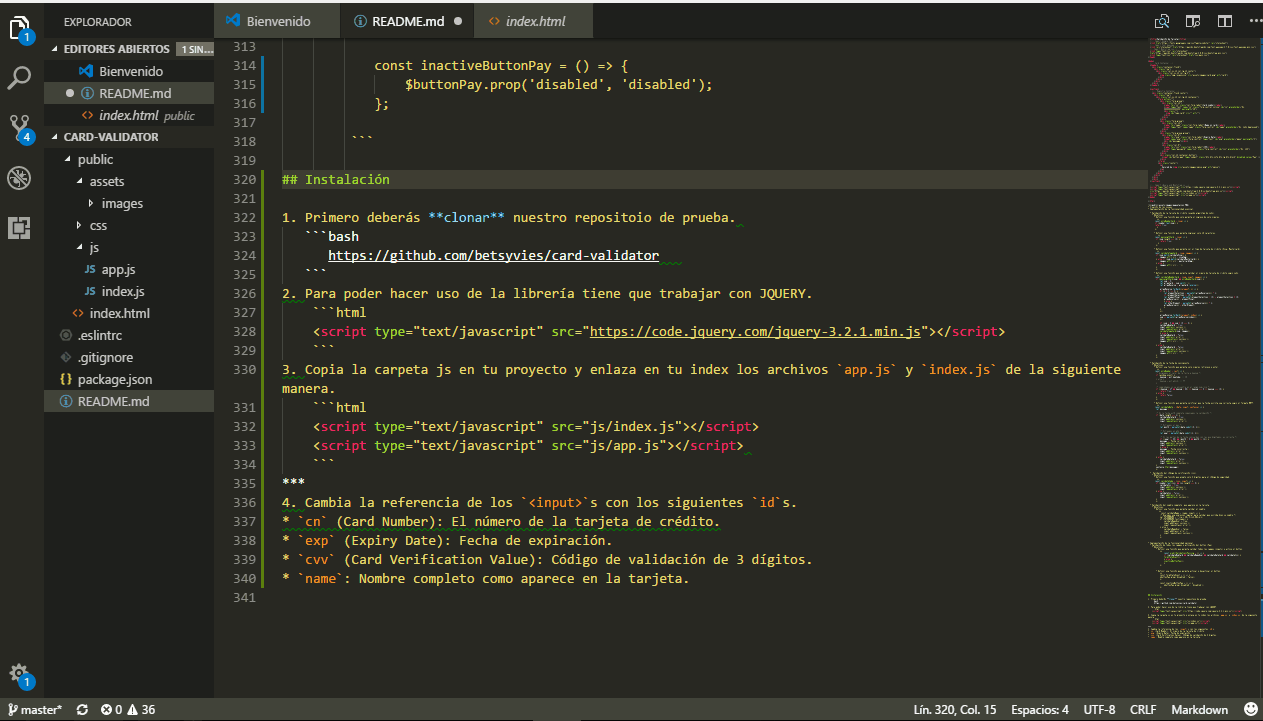 EXPLORADOR
EDITORES ABIERTOS 1 SIN...
Bienvenido
README.md
index.html public
CARD-VALIDATOR
public
assets
images
css
js
JS app.js
JS index.js
<> index.html
.eslintrc
.gitignore
{} package.json
README.md
1
4
1
Bienvenido
README.md
<> index.html
313
314 const inactiveButtonPay = () => {
315 $buttonPay.prop('disabled', 'disabled');
316 };
317
318 ```
319
320 ## Instalación
321
322 1. Primero deberás **clonar** nuestro repositoio de prueba.
323 ```bash
324 https://github.com/betsyvies/card-validator
325 ```
326 2. Para poder hacer uso de la librería tiene que trabajar con JQUERY.
327 ```html
328 <script type="text/javascript" src="https://code.jquery.com/jquery-3.2.1.min.js"></script>
329 ```
330 3. Copia la carpeta js en tu proyecto y enlaza en tu index los archivos `app.js` y `index.js` de la siguiente
manera.
331 ```html
332 <script type="text/javascript" src="js/index.js"></script>
333 <script type="text/javascript" src="js/app.js"></script>
334 ```
335 ***
336 4. Cambia la referencia de los `<input>`s con los siguientes `id`s.
337 * `cn` (Card Number): El número de la tarjeta de crédito.
338 * `exp` (Expiry Date): Fecha de expiración.
339 * `cvv` (Card Verification Value): Código de validación de 3 dígitos.
340 * `name`: Nombre completo como aparece en la tarjeta.
341
master* 0 36 Lín. 320, Col. 15 Espacios: 4 UTF-8 CRLF Markdown